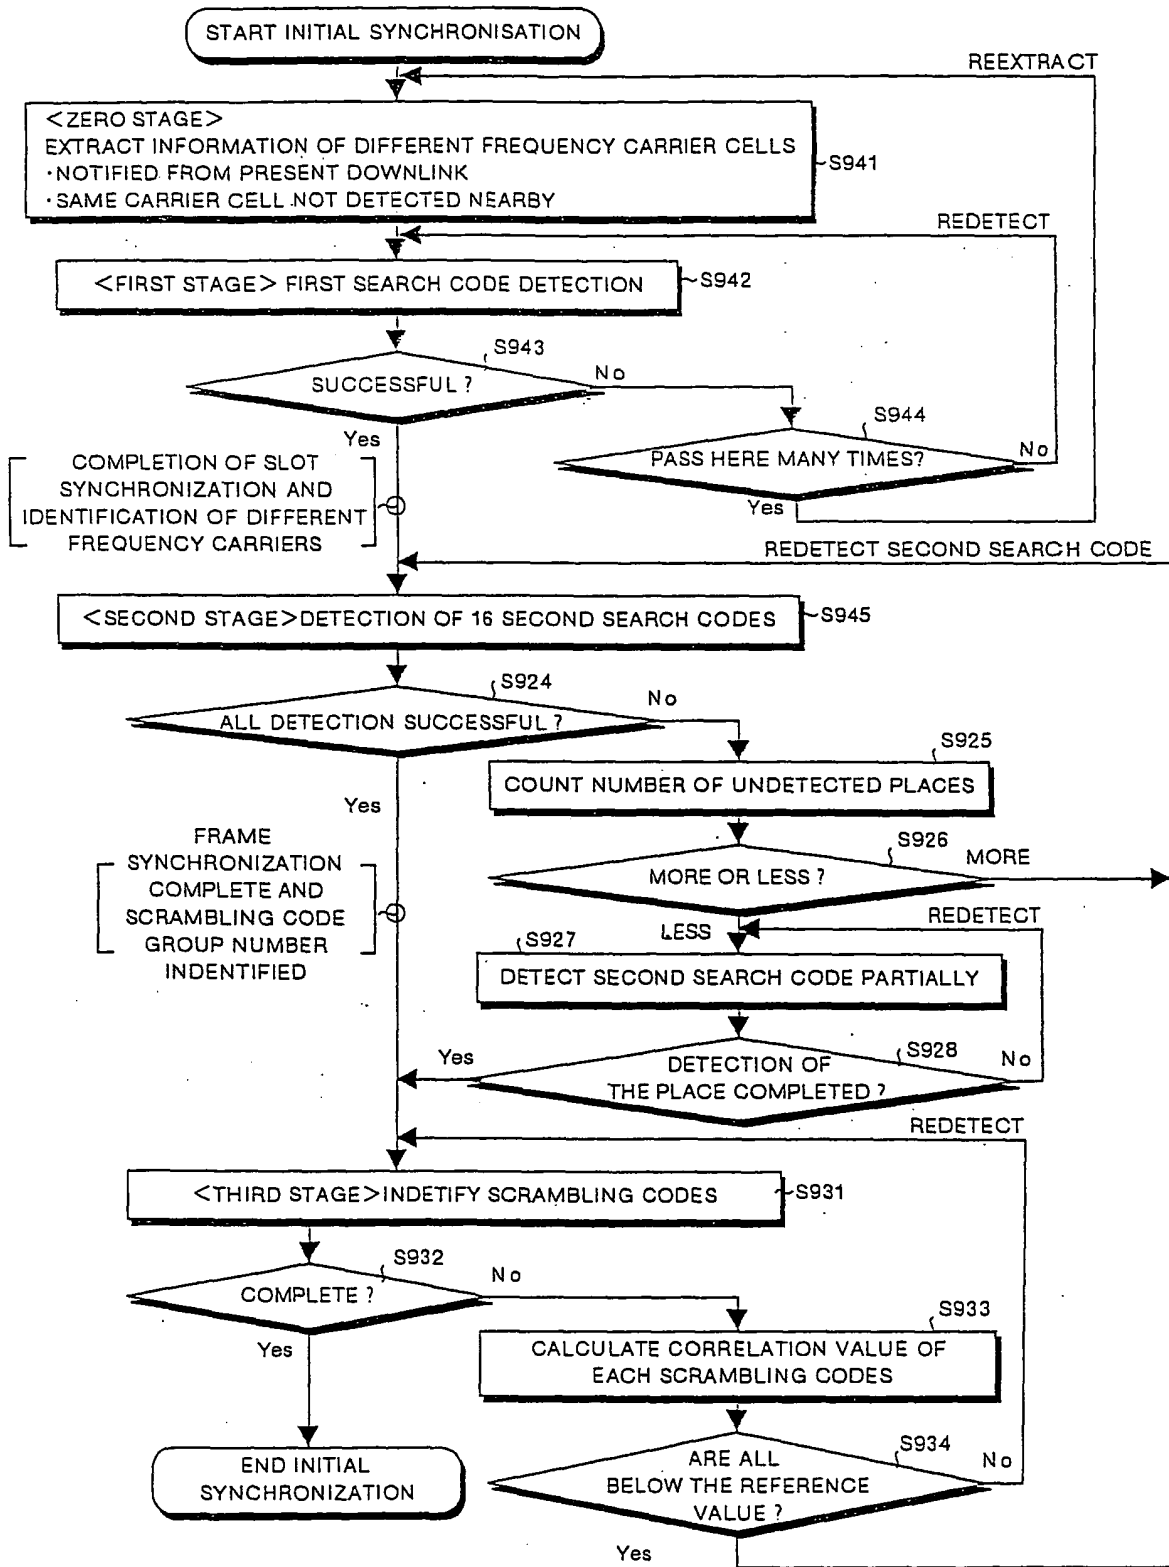 START INITIAL SYNCHRONISATION
REEXTRACT
<ZERO STAGE>
EXTRACT INFORMATION OF DIFFERENT FREQUENCY CARRIER CELLS
·NOTIFIED FROM PRESENT DOWNLINK
·SAME CARRIER CELL NOT DETECTED NEARBY
S941
REDETECT
<FIRST STAGE> FIRST SEARCH CODE DETECTION
S942
S943
SUCCESSFUL ?
No
Yes
S944
PASS HERE MANY TIMES?
No
Yes
COMPLETION OF SLOT
SYNCHRONIZATION AND
IDENTIFICATION OF DIFFERENT
FREQUENCY CARRIERS
REDETECT SECOND SEARCH CODE
<SECOND STAGE>DETECTION OF 16 SECOND SEARCH CODES
S945
S924
ALL DETECTION SUCCESSFUL ?
No
Yes
S925
COUNT NUMBER OF UNDETECTED PLACES
FRAME
SYNCHRONIZATION
COMPLETE AND
SCRAMBLING CODE
GROUP NUMBER
INDENTIFIED
S926
MORE OR LESS ?
MORE
LESS
REDETECT
S927
DETECT SECOND SEARCH CODE PARTIALLY
S928
DETECTION OF
THE PLACE COMPLETED ?
Yes
No
REDETECT
<THIRD STAGE>INDETIFY SCRAMBLING CODES
S931
S932
COMPLETE ?
No
Yes
S933
CALCULATE CORRELATION VALUE OF
EACH SCRAMBLING CODES
S934
ARE ALL
BELOW THE REFERENCE
VALUE ?
No
Yes
END INITIAL
SYNCHRONIZATION